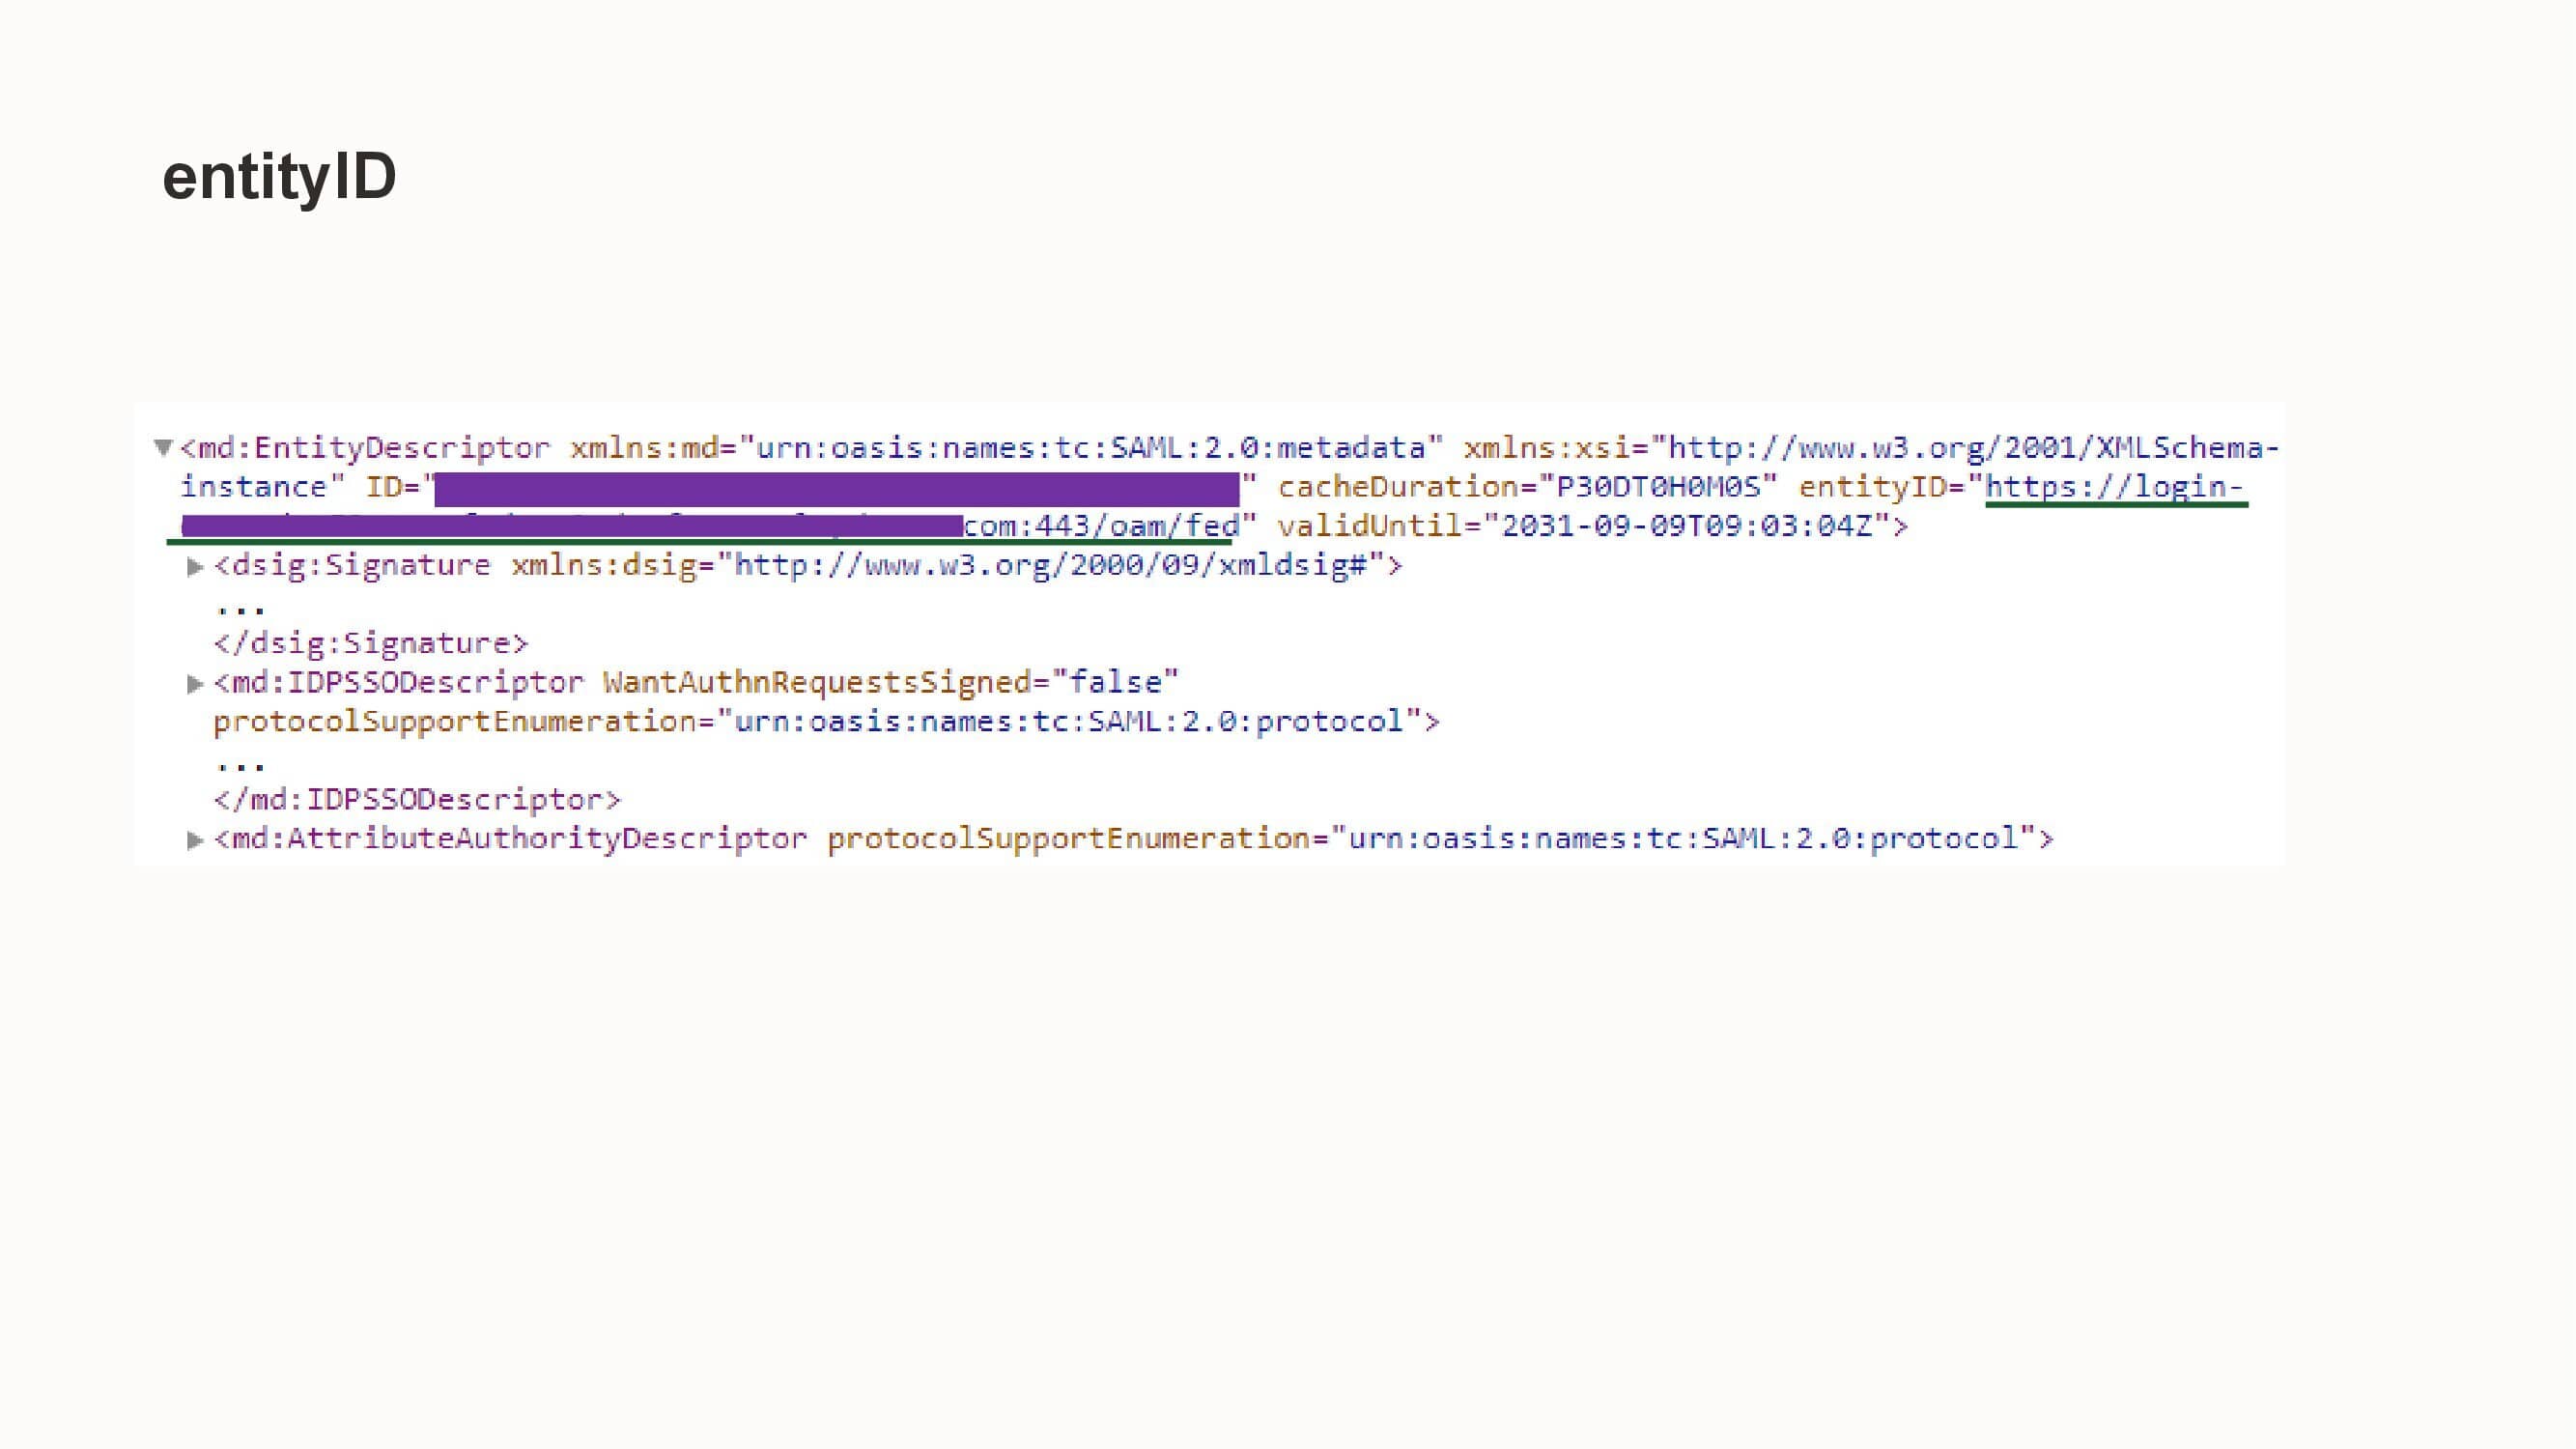 entityID
<md:EntityDescriptor xmlns:md="urn:oasis:names:tc:SAML:2.0:metadata" xmlns:xsi="http://www.w3.org/2001/XMLSchema-
instance" ID="" cacheDuration="P30DT0H0M0S" entityID="https://login-
com:443/oam/fed" validUntil="2031-09-09T09:03:04Z">
<dsig:Signature xmlns:dsig="http://www.w3.org/2000/09/xmldsig#">
...
</dsig:Signature>
<md:IDPSSODescriptor WantAuthnRequestsSigned="false"
protocolSupportEnumeration="urn:oasis:names:tc:SAML:2.0:protocol">
...
</md:IDPSSODescriptor>
<md:AttributeAuthorityDescriptor protocolSupportEnumeration="urn:oasis:names:tc:SAML:2.0:protocol">